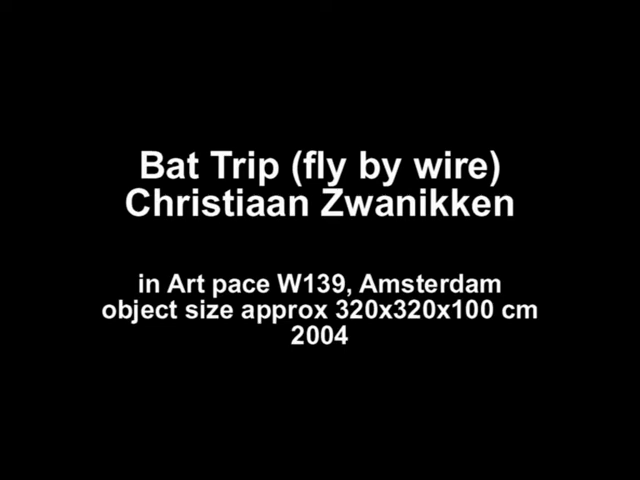 Bat Trip (fly by wire)
Christiaan Zwanikken
in Art pace W139, Amsterdam
object size approx 320x320x100 cm
2004